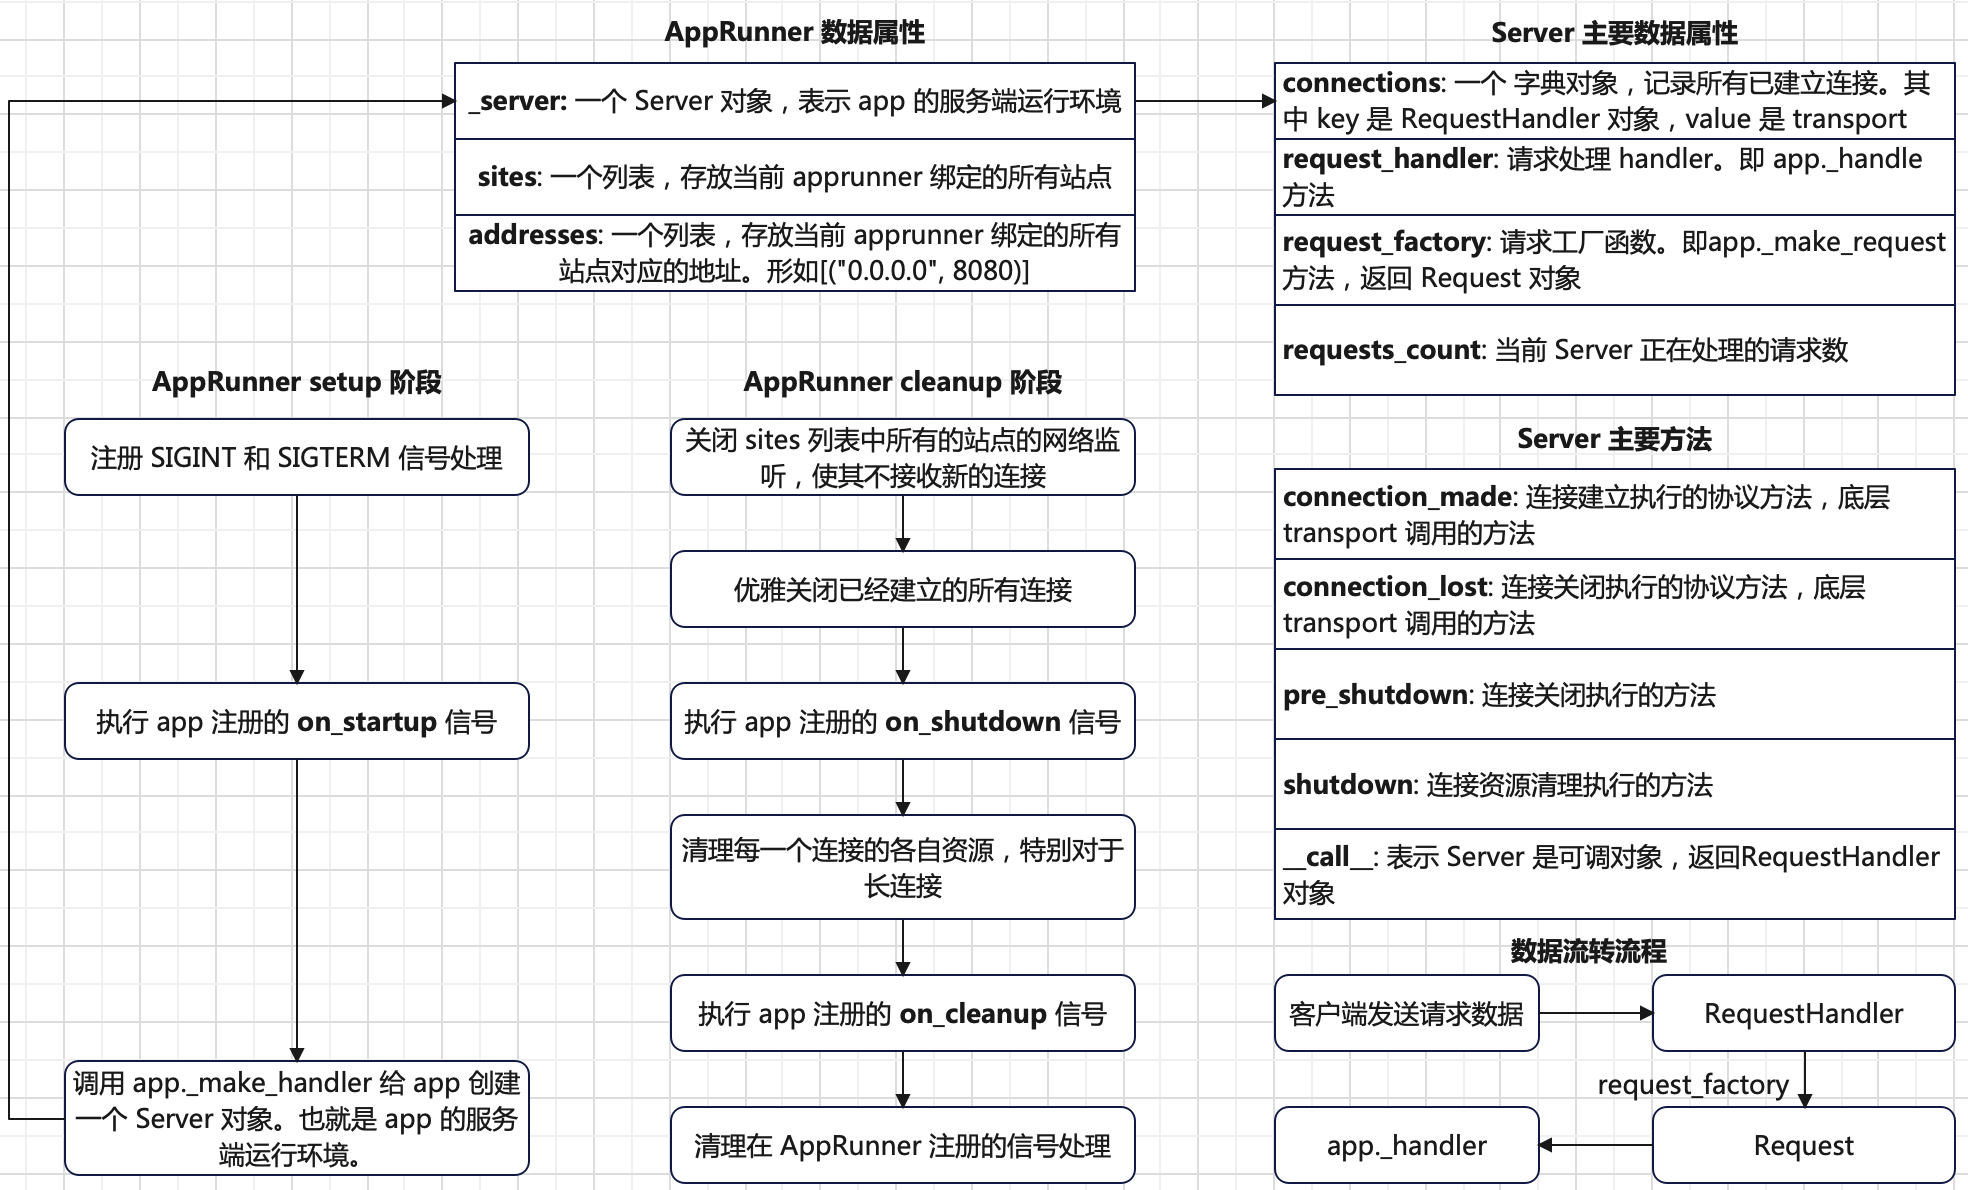 AppRunner 数据属性
_server: 一个 Server 对象，表示 app 的服务端运行环境
sites: 一个列表，存放当前 apprunner 绑定的所有站点
addresses: 一个列表，存放当前 apprunner 绑定的所有
站点对应的地址。形如[("0.0.0.0", 8080)]
Server 主要数据属性
connections: 一个 字典对象，记录所有已建立连接。其
中 key 是 RequestHandler 对象，value 是 transport
request_handler: 请求处理 handler。即 app._handle
方法
request_factory: 请求工厂函数。即app._make_request
方法，返回 Request 对象
requests_count: 当前 Server 正在处理的请求数
AppRunner setup 阶段
注册 SIGINT 和 SIGTERM 信号处理
执行 app 注册的 on_startup 信号
调用 app._make_handler 给 app 创建
一个 Server 对象。也就是 app 的服务
端运行环境。
AppRunner cleanup 阶段
关闭 sites 列表中所有的站点的网络监
听，使其不接收新的连接
优雅关闭已经建立的所有连接
执行 app 注册的 on_shutdown 信号
清理每一个连接的各自资源，特别对于
长连接
执行 app 注册的 on_cleanup 信号
清理在 AppRunner 注册的信号处理
Server 主要方法
connection_made: 连接建立执行的协议方法，底层
transport 调用的方法
connection_lost: 连接关闭执行的协议方法，底层
transport 调用的方法
pre_shutdown: 连接关闭执行的方法
shutdown: 连接资源清理执行的方法
__call__: 表示 Server 是可调对象，返回RequestHandler
对象
数据流转流程
客户端发送请求数据
RequestHandler
request_factory
Request
app._handler